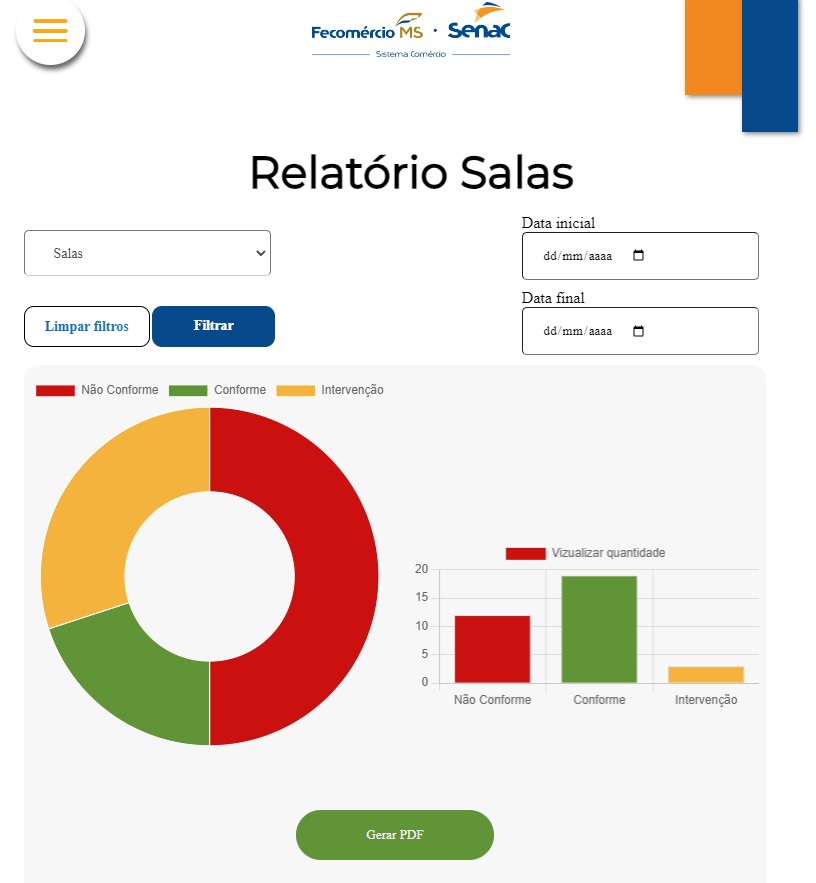 Fecomércio MS · Senac
Sistema Comércio
Relatório Salas
Salas
Data inicial
dd/mm/aaaa
Data final
dd/mm/aaaa
Limpar filtros
Filtrar
Não Conforme Conforme Intervenção
Vizualizar quantidade
20
15
10
5
0
Não Conforme Conforme Intervenção
Gerar PDF